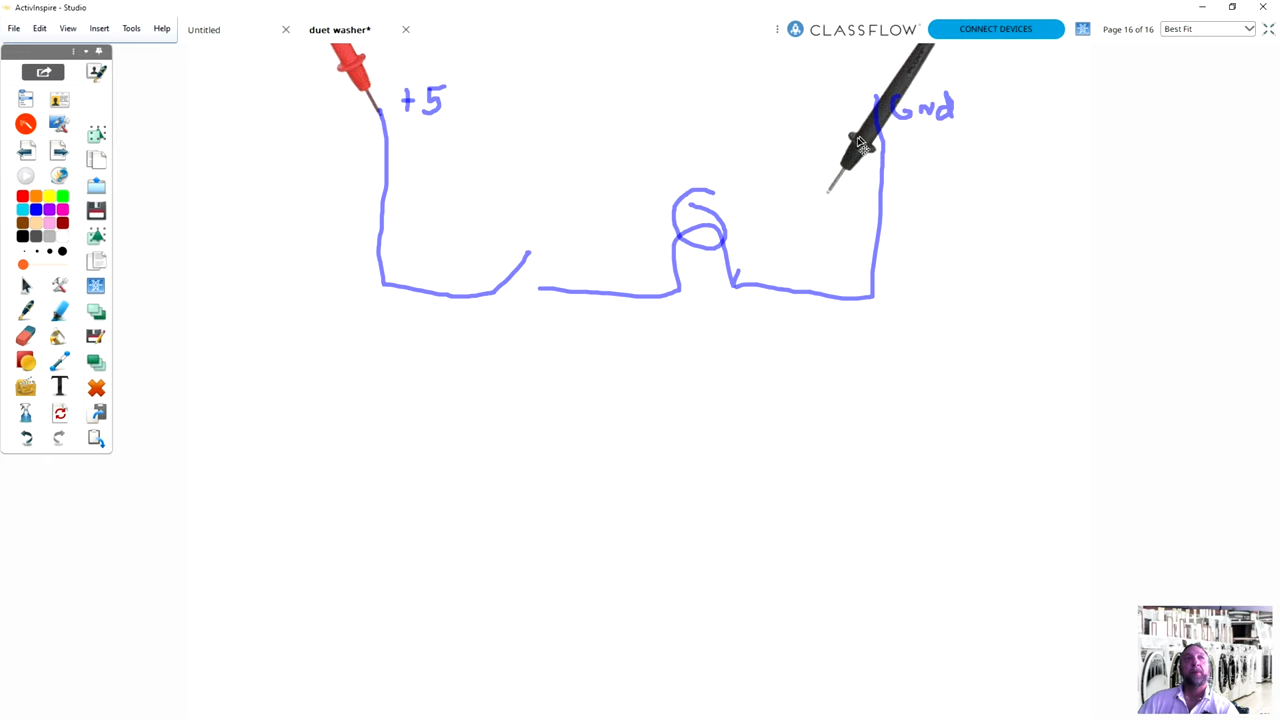 ActivInspire - Studio
File Edit View Insert Tools Help
Untitled
duet washer*
CLASSFLOW
CONNECT DEVICES
Page 16 of 16
Best Fit
+5
Gnd
T